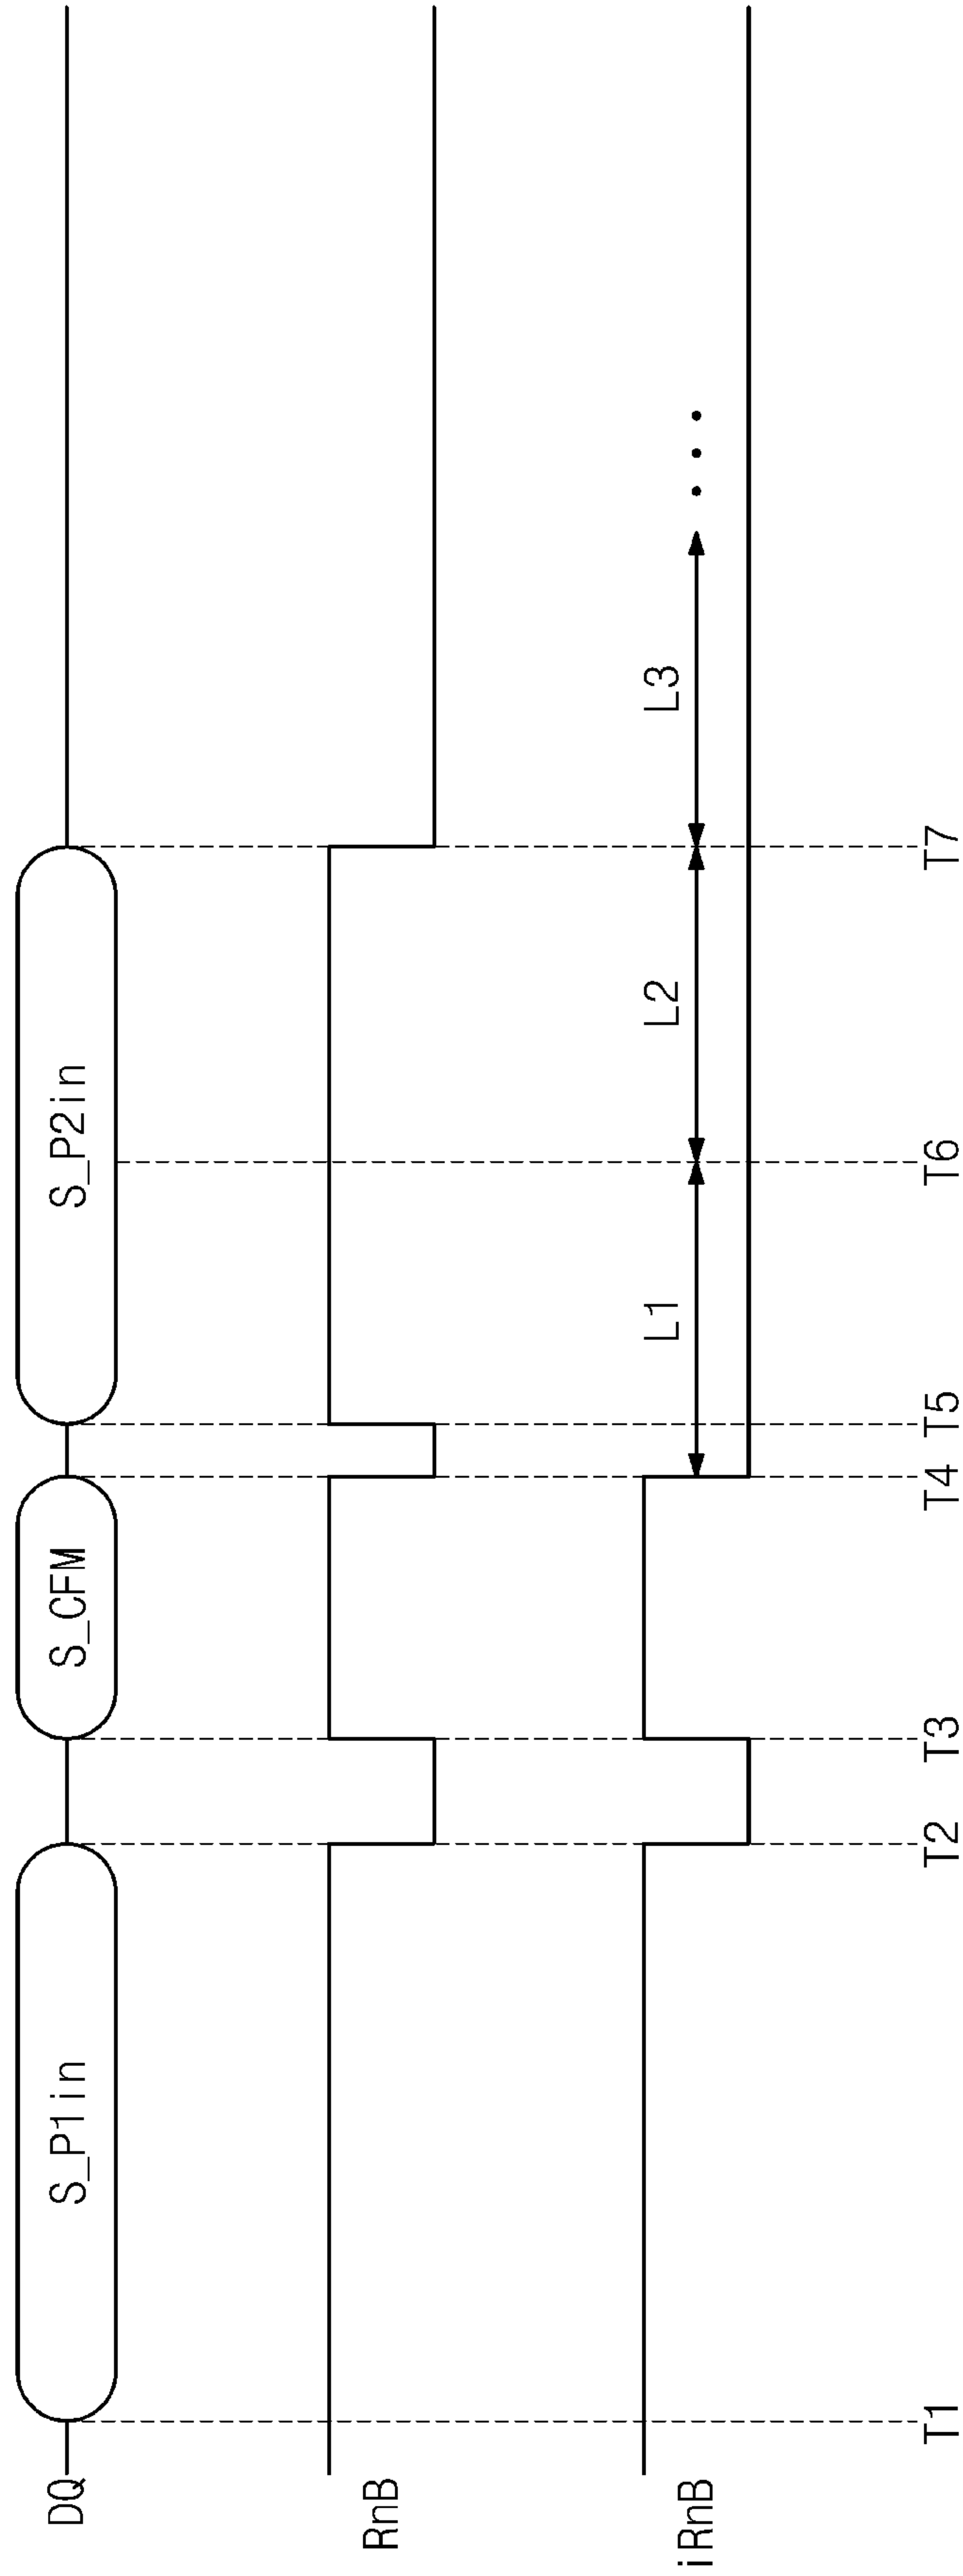 DQ
S_P1in
S_CFM
S_P2in
RnB
iRnB
L1
L2
L3
T1
T2
T3
T4
T5
T6
T7